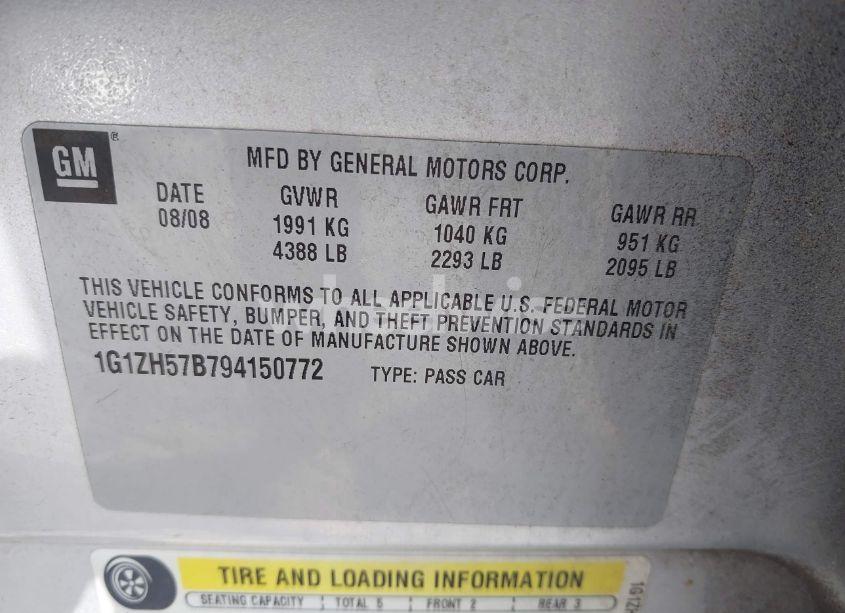 GM ®
MFD BY GENERAL MOTORS CORP.
DATE GVWR GAWR FRT GAWR RR
08/08 1991 KG 1040 KG 951 KG
4388 LB 2293 LB 2095 LB
THIS VEHICLE CONFORMS TO ALL APPLICABLE U.S. FEDERAL MOTOR
VEHICLE SAFETY, BUMPER, AND THEFT PREVENTION STANDARDS IN
EFFECT ON THE DATE OF MANUFACTURE SHOWN ABOVE.
1G1ZH57B794150772 TYPE: PASS CAR
TIRE AND LOADING INFORMATION
SEATING CAPACITY TOTAL 5 FRONT 2 REAR 3